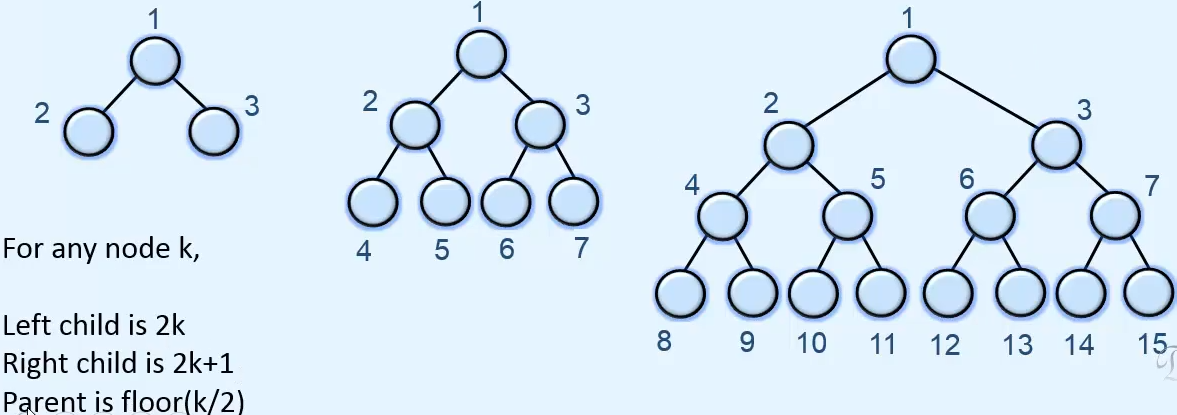 1
2 3
1
2 3
4 5 6 7
1
2 3
4 5 6 7
8 9 10 11 12 13 14 15
For any node k,
Left child is 2k
Right child is 2k+1
Parent is floor(k/2)